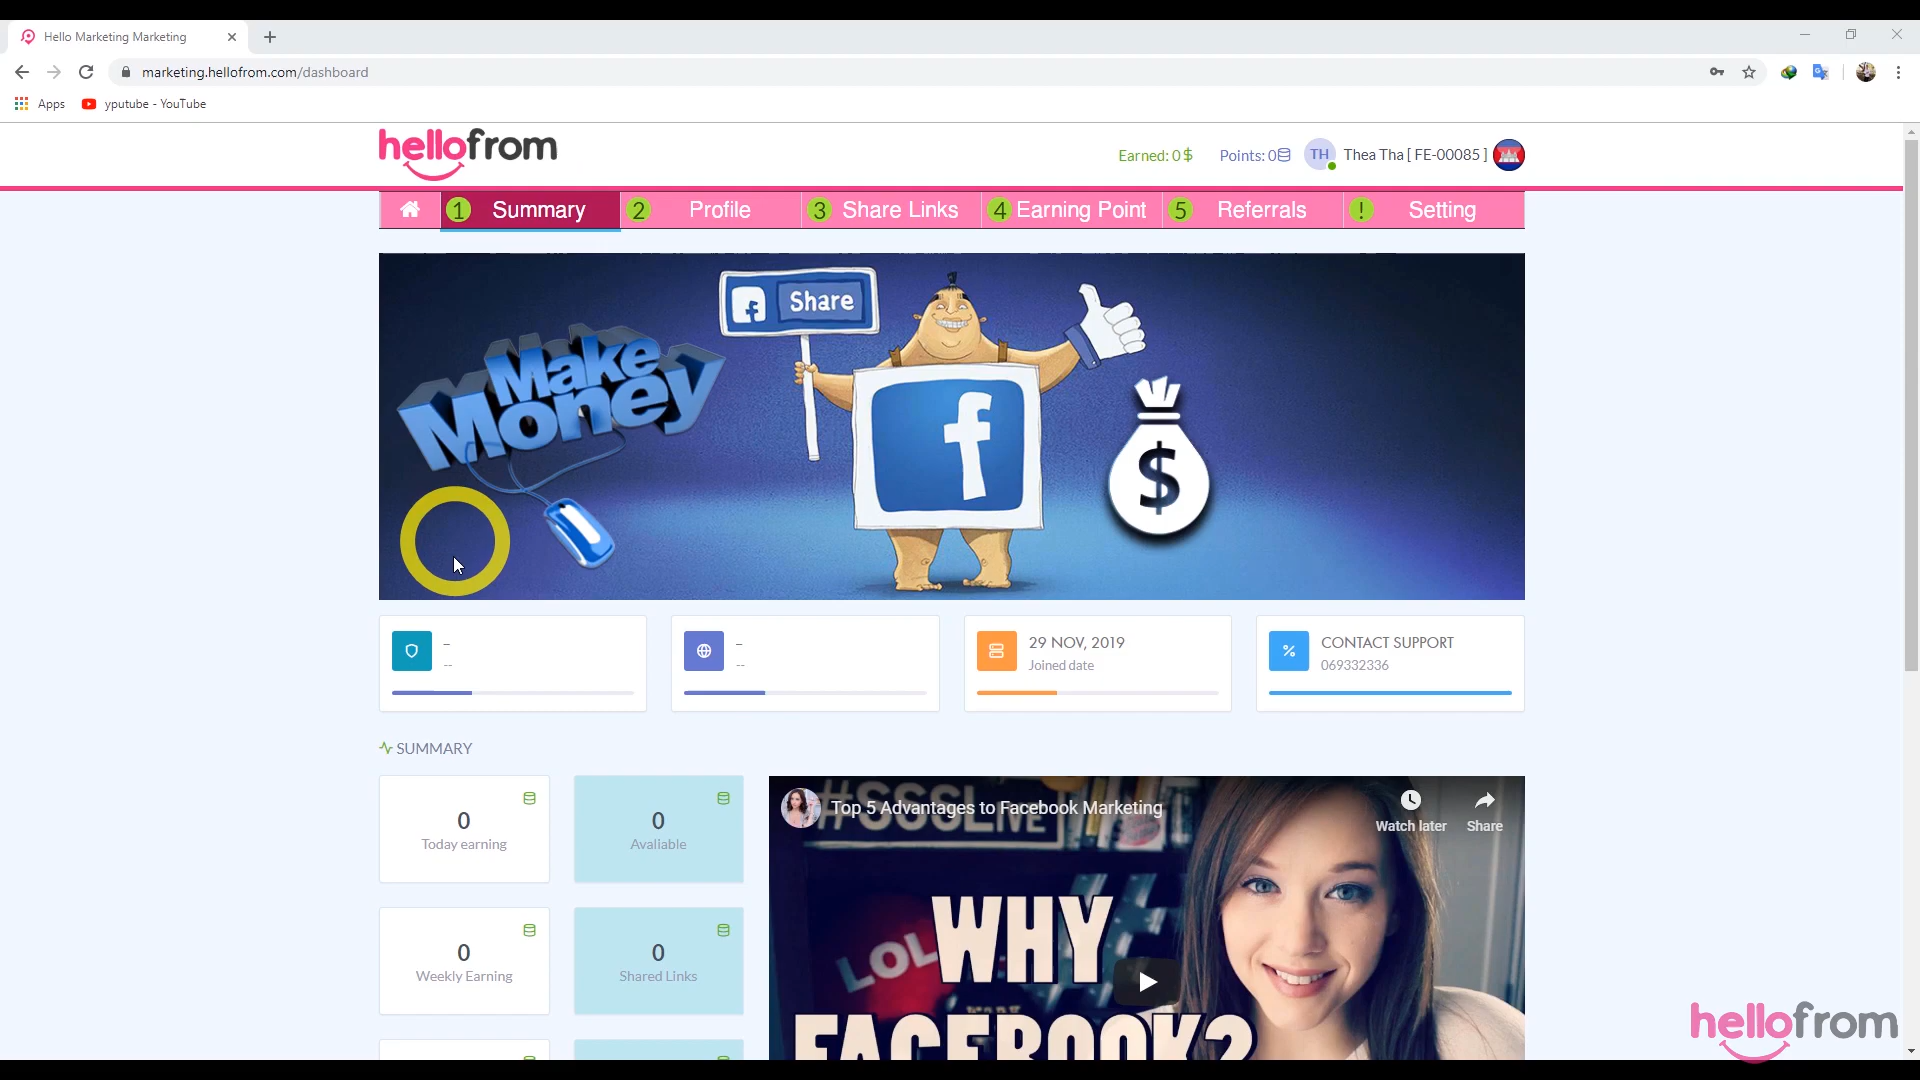 Hello Marketing Marketing
marketing.hellofrom.com/dashboard
Apps
yputube - YouTube
hellofrom
Earned: 0 $
Points: 0
TH
Thea Tha [ FE-00085 ]
1 Summary
2 Profile
3 Share Links
4 Earning Point
5 Referrals
! Setting
Share
Make
Money
$
–
--
–
--
29 NOV, 2019
Joined date
%
CONTACT SUPPORT
069332336
SUMMARY
0
Today earning
0
Avaliable
0
Weekly Earning
0
Shared Links
Top 5 Advantages to Facebook Marketing
Watch later
Share
#SSSLIVE
LOL
WHY
FACEBOOK?
hellofrom